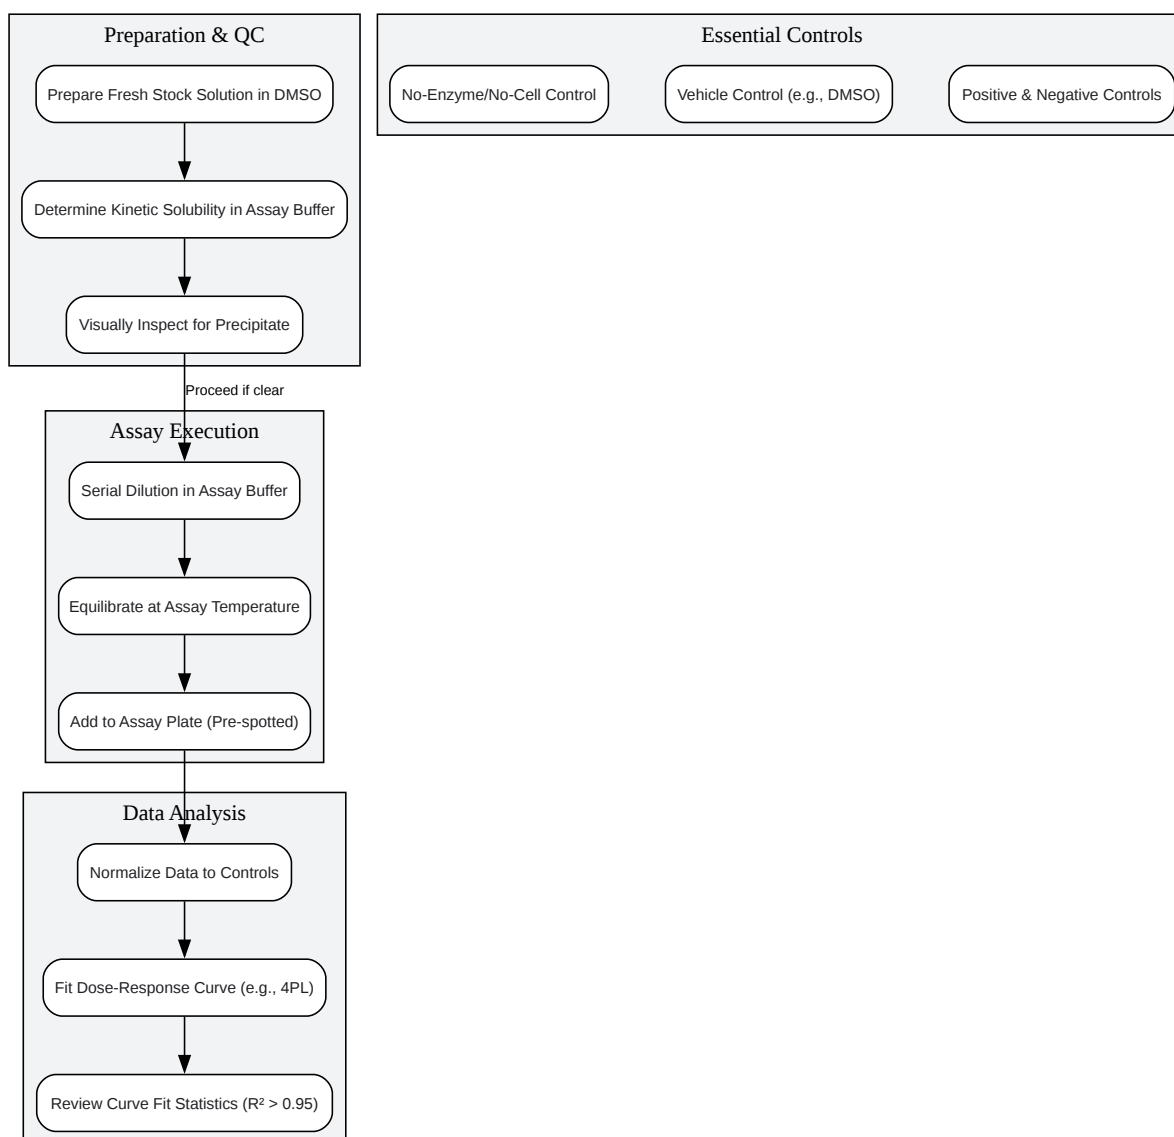 Preparation & QC
Prepare Fresh Stock Solution in DMSO
Determine Kinetic Solubility in Assay Buffer
Visually Inspect for Precipitate
Proceed if clear
Assay Execution
Serial Dilution in Assay Buffer
Equilibrate at Assay Temperature
Add to Assay Plate (Pre-spotted)
Data Analysis
Normalize Data to Controls
Fit Dose-Response Curve (e.g., 4PL)
Review Curve Fit Statistics (R² > 0.95)
Essential Controls
No-Enzyme/No-Cell Control
Vehicle Control (e.g., DMSO)
Positive & Negative Controls